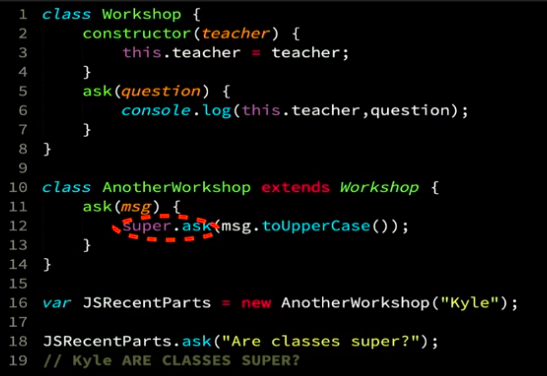 1 class Workshop {
2     constructor(teacher) {
3         this.teacher = teacher;
4     }
5     ask(question) {
6         console.log(this.teacher,question);
7     }
8 }
9
10 class AnotherWorkshop extends Workshop {
11     ask(msg) {
12         super.ask(msg.toUpperCase());
13     }
14 }
15
16 var JSRecentParts = new AnotherWorkshop("Kyle");
17
18 JSRecentParts.ask("Are classes super?");
19 // Kyle ARE CLASSES SUPER?